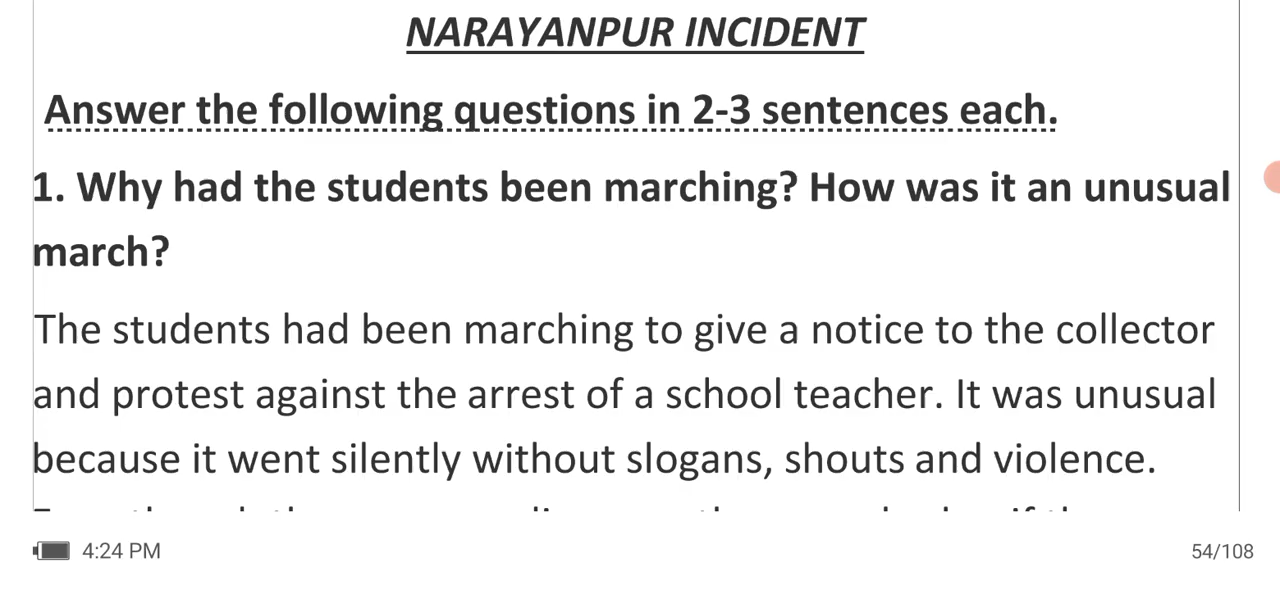 NARAYANPUR INCIDENT
Answer the following questions in 2-3 sentences each.
1. Why had the students been marching? How was it an unusual
march?
The students had been marching to give a notice to the collector
and protest against the arrest of a school teacher. It was unusual
because it went silently without slogans, shouts and violence.
4:24 PM
54/108